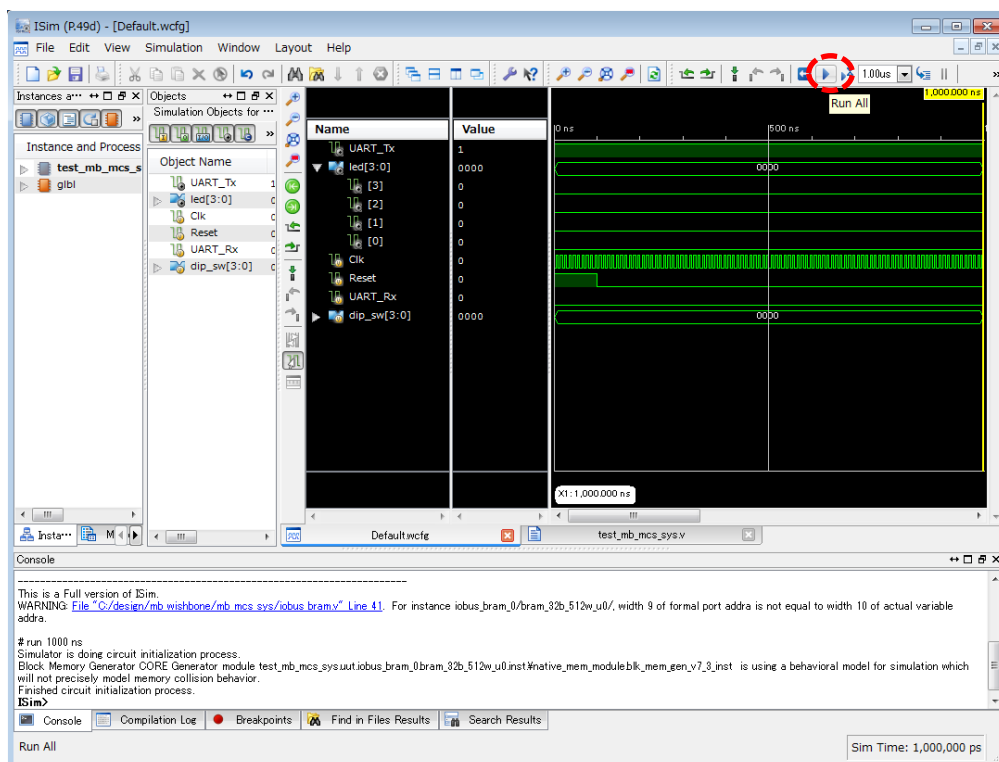 ISim (P.49d) - [Default.wcfg]
File Edit View Simulation Window Layout Help
1.00us
»
Run All
Instances a···
Objects
Simulation Objects for ···
»
»
Instance and Process
test_mb_mcs_s
glbl
Object Name
UART_Tx 1
led[3:0]
Clk
Reset
UART_Rx
dip_sw[3:0]
Name Value
UART_Tx 1
led[3:0] 0000
[3] 0
[2] 0
[1] 0
[0] 0
Clk 0
Reset 0
UART_Rx 0
dip_sw[3:0] 0000
1,000.000 ns
0 ns 500 ns
0000
0000
X1: 1,000.000 ns
Insta··· M
Default.wcfg
test_mb_mcs_sys.v
Console
This is a Full version of ISim.
WARNING: File "C:/design/mb_wishbone/mb_mcs_sys/iobus_bram.v" Line 41. For instance iobus_bram_0/bram_32b_512w_u0/, width 9 of formal port addra is not equal to width 10 of actual variable
addra.
# run 1000 ns
Simulator is doing circuit initialization process.
Block Memory Generator CORE Generator module test_mb_mcs_sys.uut.iobus_bram_0.bram_32b_512w_u0.inst.¥native_mem_module.blk_mem_gen_v7_3_inst is using a behavioral model for simulation which
will not precisely model memory collision behavior.
Finished circuit initialization process.
ISim>
Console Compilation Log Breakpoints Find in Files Results Search Results
Run All Sim Time: 1,000,000 ps